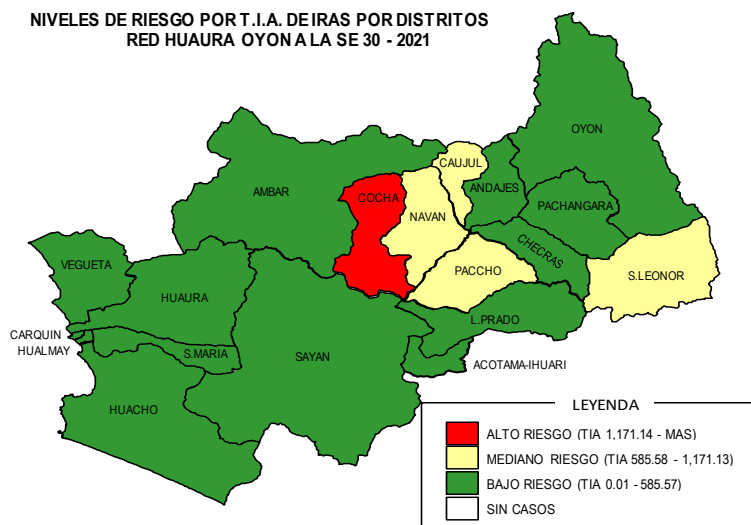 NIVELES DE RIESGO POR T.I.A. DE IRAS POR DISTRITOS
RED HUAURA OYON A LA SE 30 - 2021
OYON
CAUJUL
ANDAJES
AMBAR
COCHA
NAVAN
PACHANGARA
CHECRAS
VEGUETA
PACCHO
S.LEONOR
HUAURA
L.PRADO
CARQUIN
HUALMAY
S.MARIA
SAYAN
ACOTAMA-IHUARI
HUACHO
LEYENDA
ALTO RIESGO (TIA 1,171.14 - MAS)
MEDIANO RIESGO (TIA 585.58 - 1,171.13)
BAJO RIESGO (TIA 0.01 - 585.57)
SIN CASOS